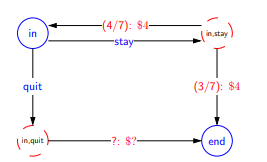 (4/7): $4
in
in,stay
stay
quit
(3/7): $4
in,quit
?: $?
end